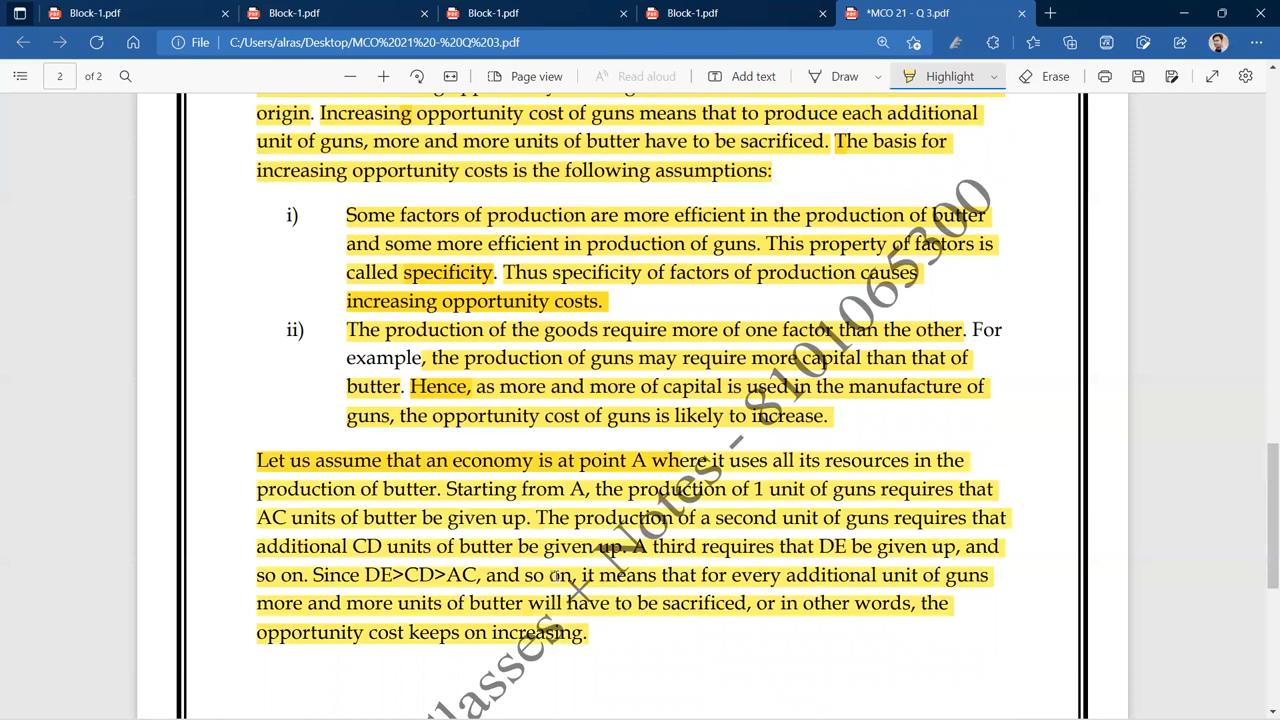 Block-1.pdf
Block-1.pdf
Block-1.pdf
Block-1.pdf
*MCO 21 - Q 3.pdf
File
C:/Users/alras/Desktop/MCO%2021%20-%20Q%203.pdf
2
of 2
Page view
Read aloud
Add text
Draw
Highlight
Erase
origin. Increasing opportunity cost of guns means that to produce each additional
unit of guns, more and more units of butter have to be sacrificed. The basis for
increasing opportunity costs is the following assumptions:
i) Some factors of production are more efficient in the production of butter
and some more efficient in production of guns. This property of factors is
called specificity. Thus specificity of factors of production causes
increasing opportunity costs.
ii) The production of the goods require more of one factor than the other. For
example, the production of guns may require more capital than that of
butter. Hence, as more and more of capital is used in the manufacture of
guns, the opportunity cost of guns is likely to increase.
Let us assume that an economy is at point A where it uses all its resources in the
production of butter. Starting from A, the production of 1 unit of guns requires that
AC units of butter be given up. The production of a second unit of guns requires that
additional CD units of butter be given up. A third requires that DE be given up, and
so on. Since DE>CD>AC, and so on, it means that for every additional unit of guns
more and more units of butter will have to be sacrificed, or in other words, the
opportunity cost keeps on increasing.
lasses + Notes - 8101065300